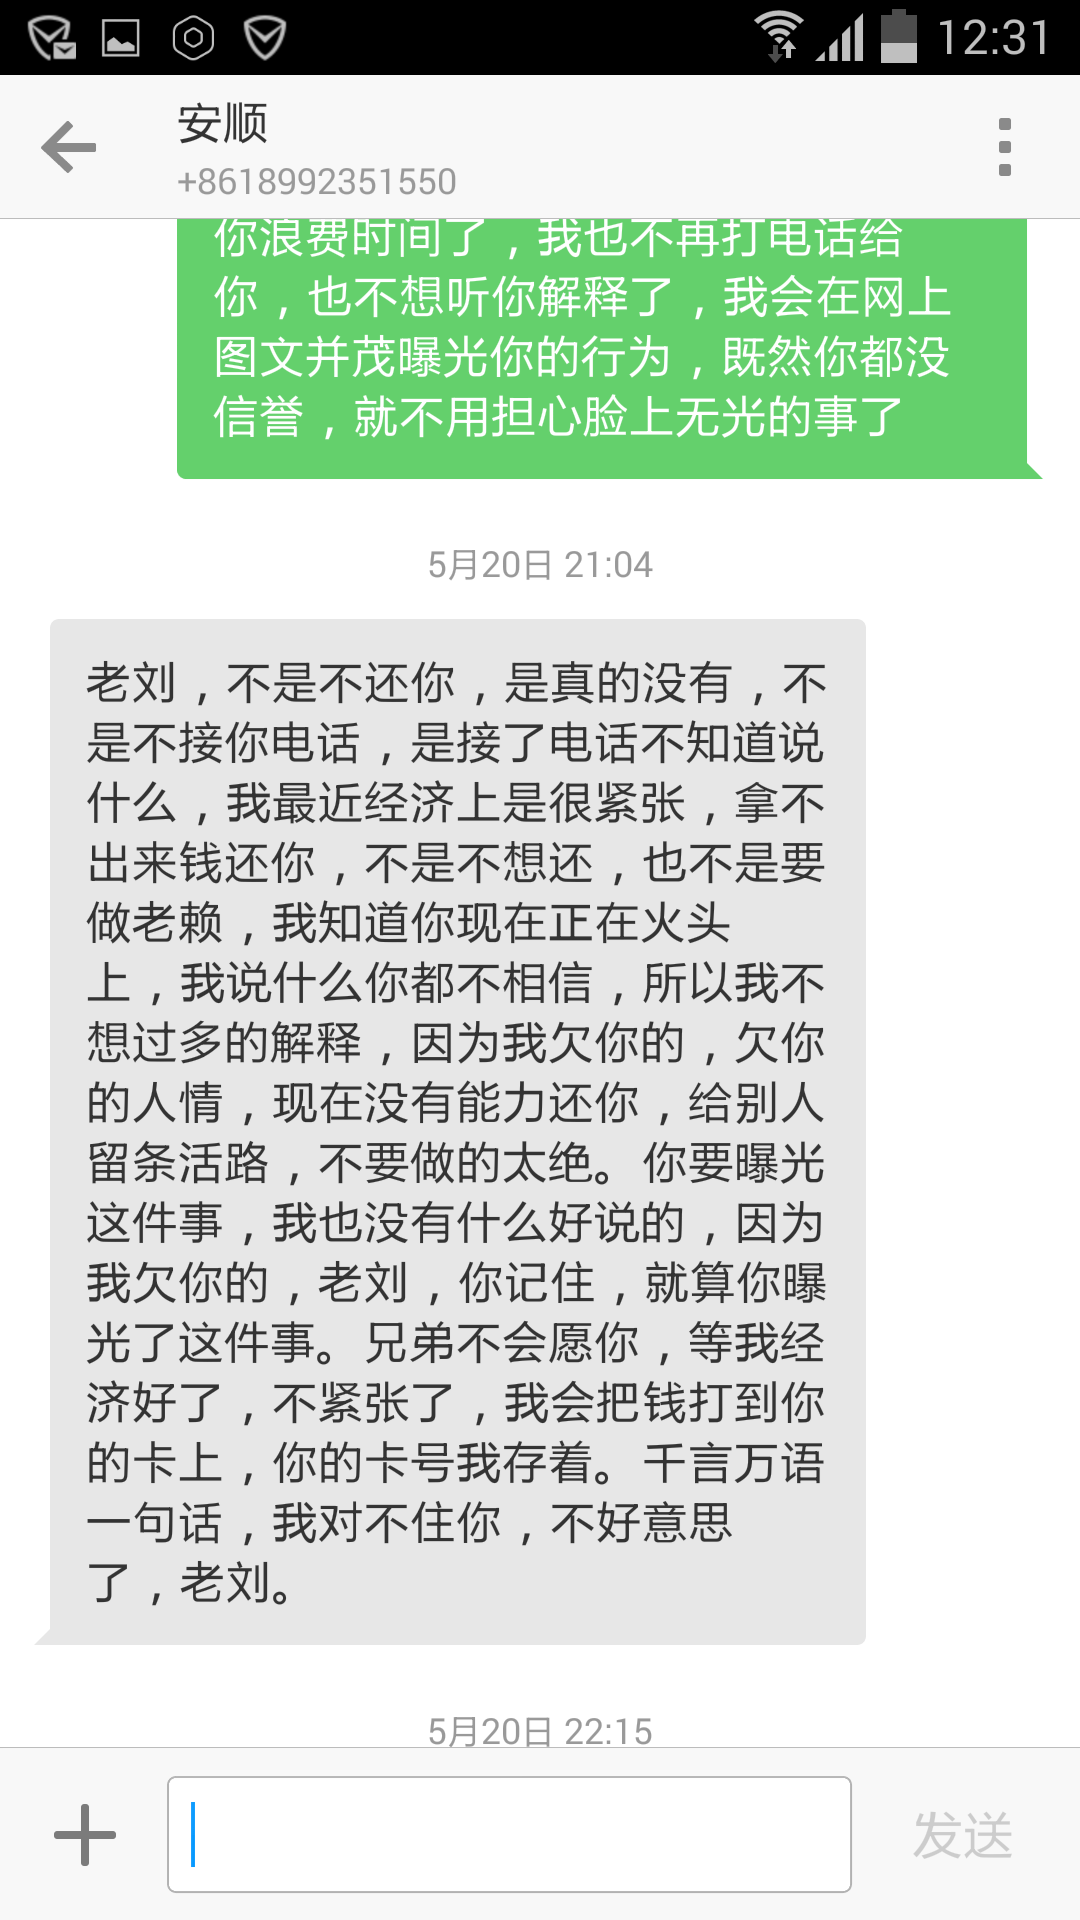 12:31
安顺
+8618992351550
你浪费时间了，我也不再打电话给
你，也不想听你解释了，我会在网上
图文并茂曝光你的行为，既然你都没
信誉，就不用担心脸上无光的事了
5月20日 21:04
老刘，不是不还你，是真的没有，不
是不接你电话，是接了电话不知道说
什么，我最近经济上是很紧张，拿不
出来钱还你，不是不想还，也不是要
做老赖，我知道你现在正在火头
上，我说什么你都不相信，所以我不
想过多的解释，因为我欠你的，欠你
的人情，现在没有能力还你，给别人
留条活路，不要做的太绝。你要曝光
这件事，我也没有什么好说的，因为
我欠你的，老刘，你记住，就算你曝
光了这件事。兄弟不会愿你，等我经
济好了，不紧张了，我会把钱打到你
的卡上，你的卡号我存着。千言万语
一句话，我对不住你，不好意思
了，老刘。
5月20日 22:15
发送